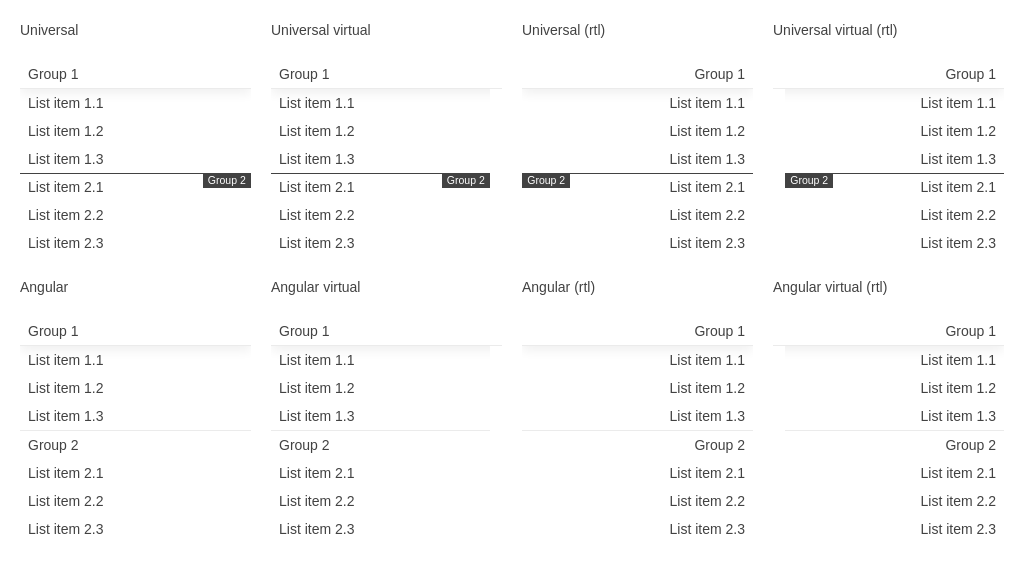 Universal
Group 1
List item 1.1
List item 1.2
List item 1.3
Group 2
List item 2.1
List item 2.2
List item 2.3
Universal virtual
Group 1
List item 1.1
List item 1.2
List item 1.3
Group 2
List item 2.1
List item 2.2
List item 2.3
Universal (rtl)
Group 1
List item 1.1
List item 1.2
List item 1.3
Group 2
List item 2.1
List item 2.2
List item 2.3
Universal virtual (rtl)
Group 1
List item 1.1
List item 1.2
List item 1.3
Group 2
List item 2.1
List item 2.2
List item 2.3
Angular
Group 1
List item 1.1
List item 1.2
List item 1.3
Group 2
List item 2.1
List item 2.2
List item 2.3
Angular virtual
Group 1
List item 1.1
List item 1.2
List item 1.3
Group 2
List item 2.1
List item 2.2
List item 2.3
Angular (rtl)
Group 1
List item 1.1
List item 1.2
List item 1.3
Group 2
List item 2.1
List item 2.2
List item 2.3
Angular virtual (rtl)
Group 1
List item 1.1
List item 1.2
List item 1.3
Group 2
List item 2.1
List item 2.2
List item 2.3